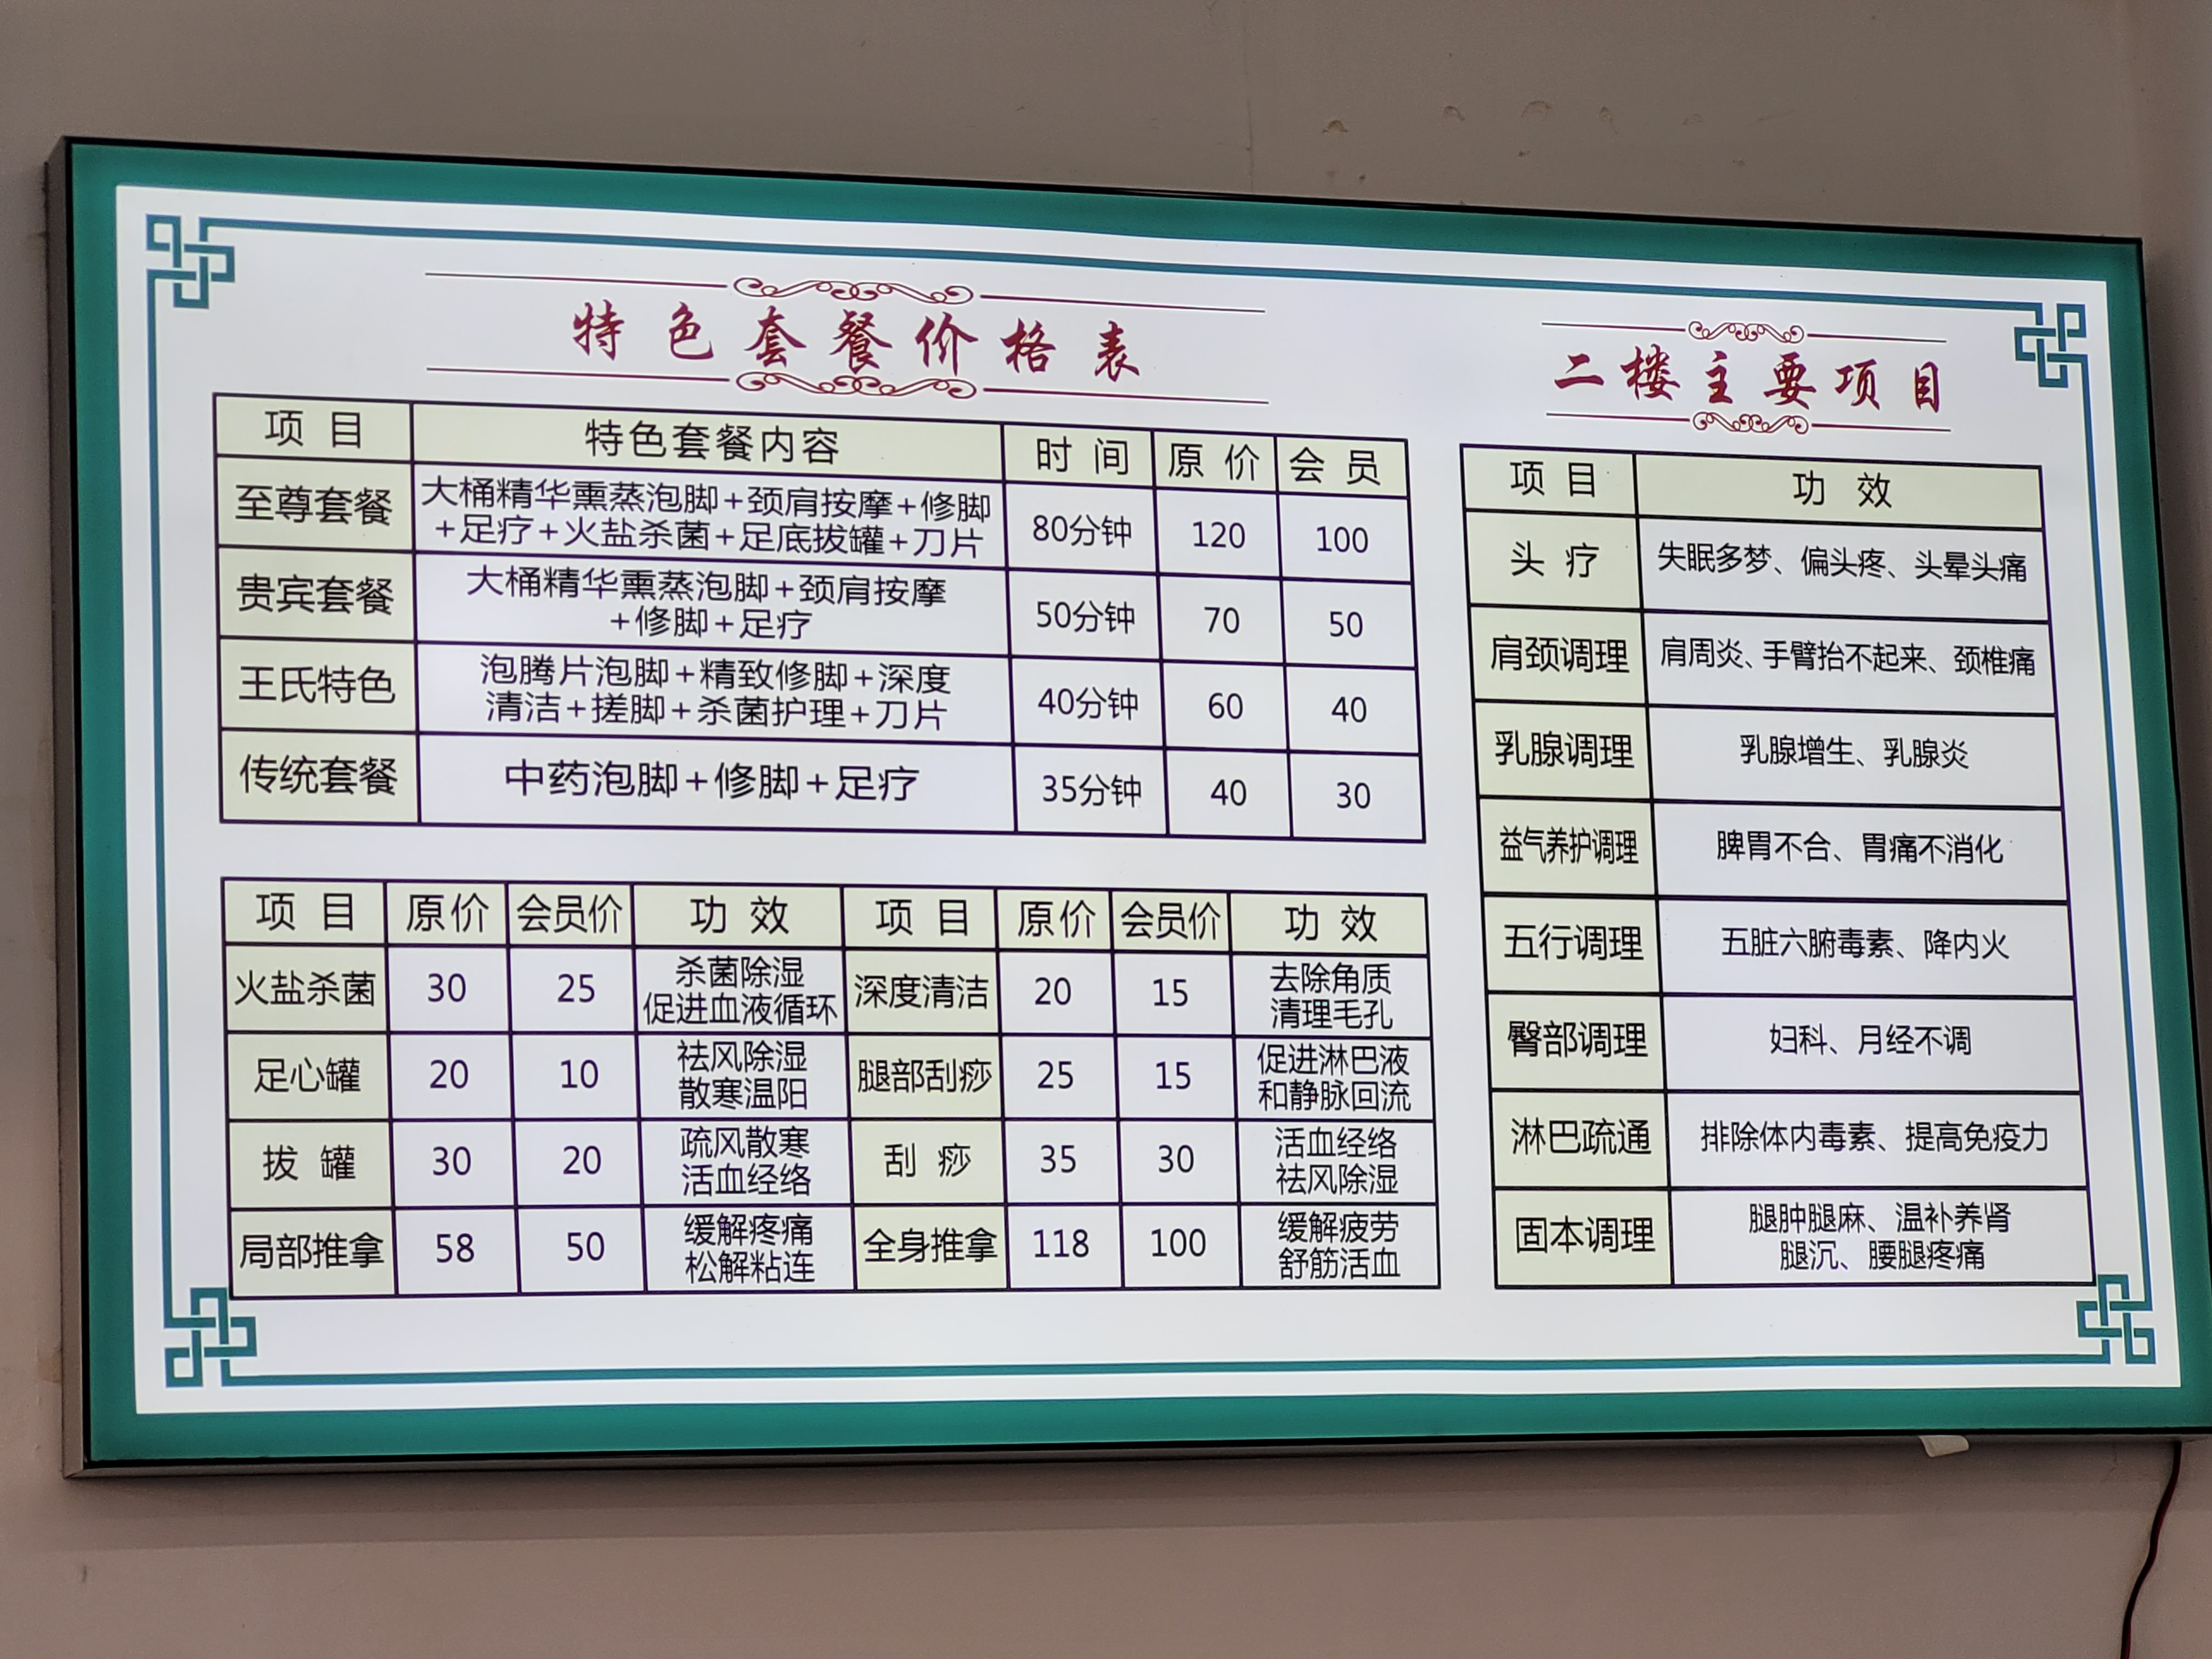 特色套餐价格表
项目 特色套餐内容 时间 原价 会员
至尊套餐 大桶精华熏蒸泡脚+颈肩按摩+修脚
+足疗+火盐杀菌+足底拔罐+刀片 80分钟 120 100
贵宾套餐 大桶精华熏蒸泡脚+颈肩按摩
+修脚+足疗 50分钟 70 50
王氏特色 泡腾片泡脚+精致修脚+深度
清洁+搓脚+杀菌护理+刀片 40分钟 60 40
传统套餐 中药泡脚+修脚+足疗 35分钟 40 30
项目 原价 会员价 功效 项目 原价 会员价 功效
火盐杀菌 30 25 杀菌除湿
促进血液循环 深度清洁 20 15 去除角质
清理毛孔
足心罐 20 10 祛风除湿
散寒温阳 腿部刮痧 25 15 促进淋巴液
和静脉回流
拔罐 30 20 疏风散寒
活血经络 刮痧 35 30 活血经络
祛风除湿
局部推拿 58 50 缓解疼痛
松解粘连 全身推拿 118 100 缓解疲劳
舒筋活血
二楼主要项目
项目 功效
头疗 失眠多梦、偏头疼、头晕头痛
肩颈调理 肩周炎、手臂抬不起来、颈椎痛
乳腺调理 乳腺增生、乳腺炎
益气养护调理 脾胃不合、胃痛不消化
五行调理 五脏六腑毒素、降内火
臀部调理 妇科、月经不调
淋巴疏通 排除体内毒素、提高免疫力
固本调理 腿肿腿麻、温补养肾
腿沉、腰腿疼痛